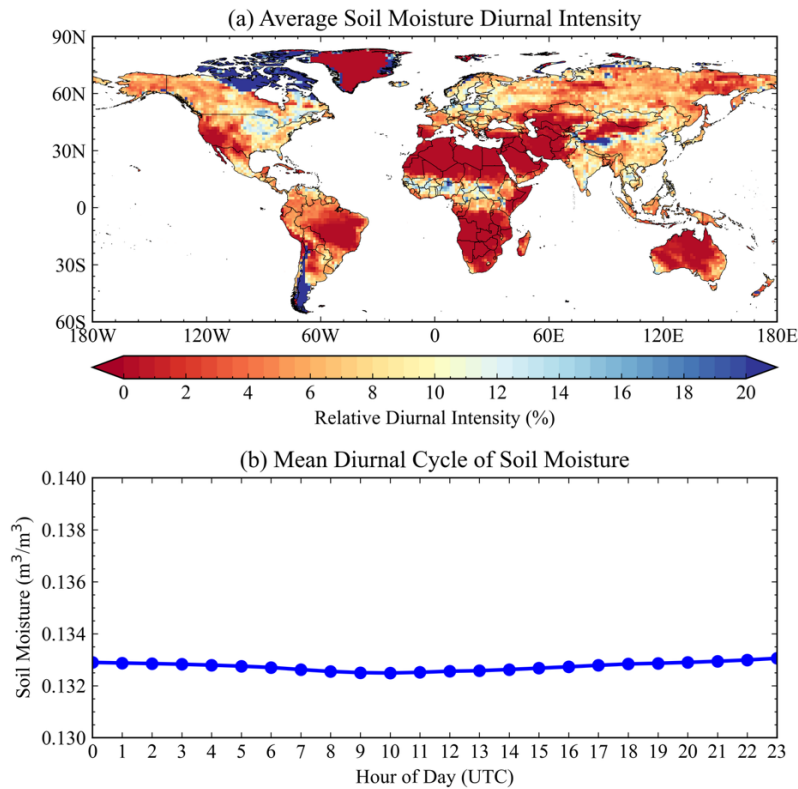 (a) Average Soil Moisture Diurnal Intensity
90N
60N
30N
0
30S
60S
180W 120W 60W 0 60E 120E 180E
0 2 4 6 8 10 12 14 16 18 20
Relative Diurnal Intensity (%)
(b) Mean Diurnal Cycle of Soil Moisture
0.140
0.138
0.136
0.134
0.132
0.130
Soil Moisture (m³/m³)
0 1 2 3 4 5 6 7 8 9 10 11 12 13 14 15 16 17 18 19 20 21 22 23
Hour of Day (UTC)